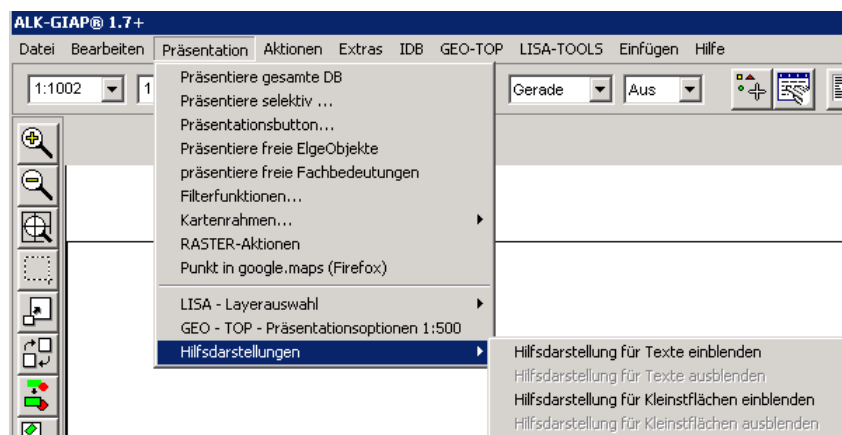 ALK-GIAP® 1.7+
Datei Bearbeiten Präsentation Aktionen Extras IDB GEO-TOP LISA-TOOLS Einfügen Hilfe
1:1002 1 Gerade Aus
Präsentiere gesamte DB
Präsentiere selektiv ...
Präsentationsbutton...
Präsentiere freie ElgeObjekte
präsentiere freie Fachbedeutungen
Filterfunktionen...
Kartenrahmen...
RASTER-Aktionen
Punkt in google.maps (Firefox)
LISA - Layerauswahl
GEO - TOP - Präsentationsoptionen 1:500
Hilfsdarstellungen
Hilfsdarstellung für Texte einblenden
Hilfsdarstellung für Texte ausblenden
Hilfsdarstellung für Kleinstflächen einblenden
Hilfsdarstellung für Kleinstflächen ausblenden